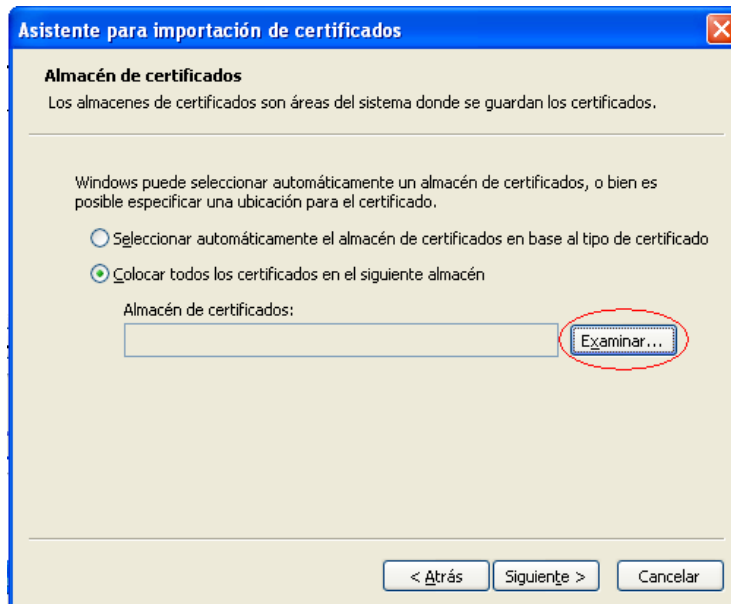 Asistente para importación de certificados
Almacén de certificados
Los almacenes de certificados son áreas del sistema donde se guardan los certificados.
Windows puede seleccionar automáticamente un almacén de certificados, o bien es
posible especificar una ubicación para el certificado.
Seleccionar automáticamente el almacén de certificados en base al tipo de certificado
Colocar todos los certificados en el siguiente almacén
Almacén de certificados:
Examinar...
< Atrás Siguiente > Cancelar